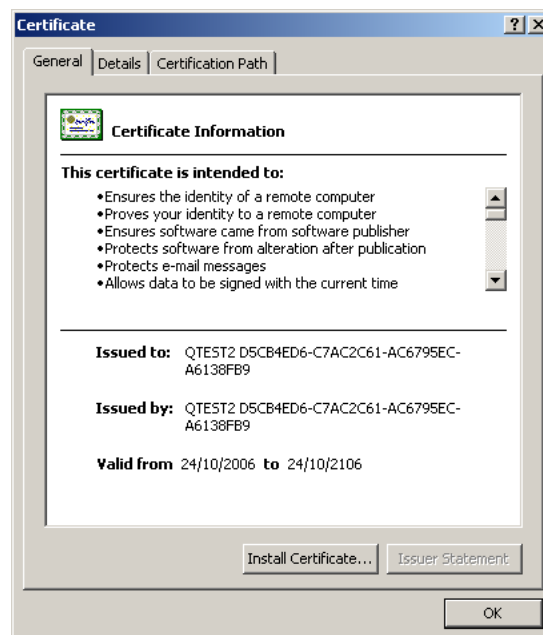 Certificate
General Details Certification Path
Certificate Information
This certificate is intended to:
•Ensures the identity of a remote computer
•Proves your identity to a remote computer
•Ensures software came from software publisher
•Protects software from alteration after publication
•Protects e-mail messages
•Allows data to be signed with the current time
Issued to: QTEST2 D5CB4ED6-C7AC2C61-AC6795EC-
A6138FB9
Issued by: QTEST2 D5CB4ED6-C7AC2C61-AC6795EC-
A6138FB9
Valid from 24/10/2006 to 24/10/2106
Install Certificate... Issuer Statement
OK